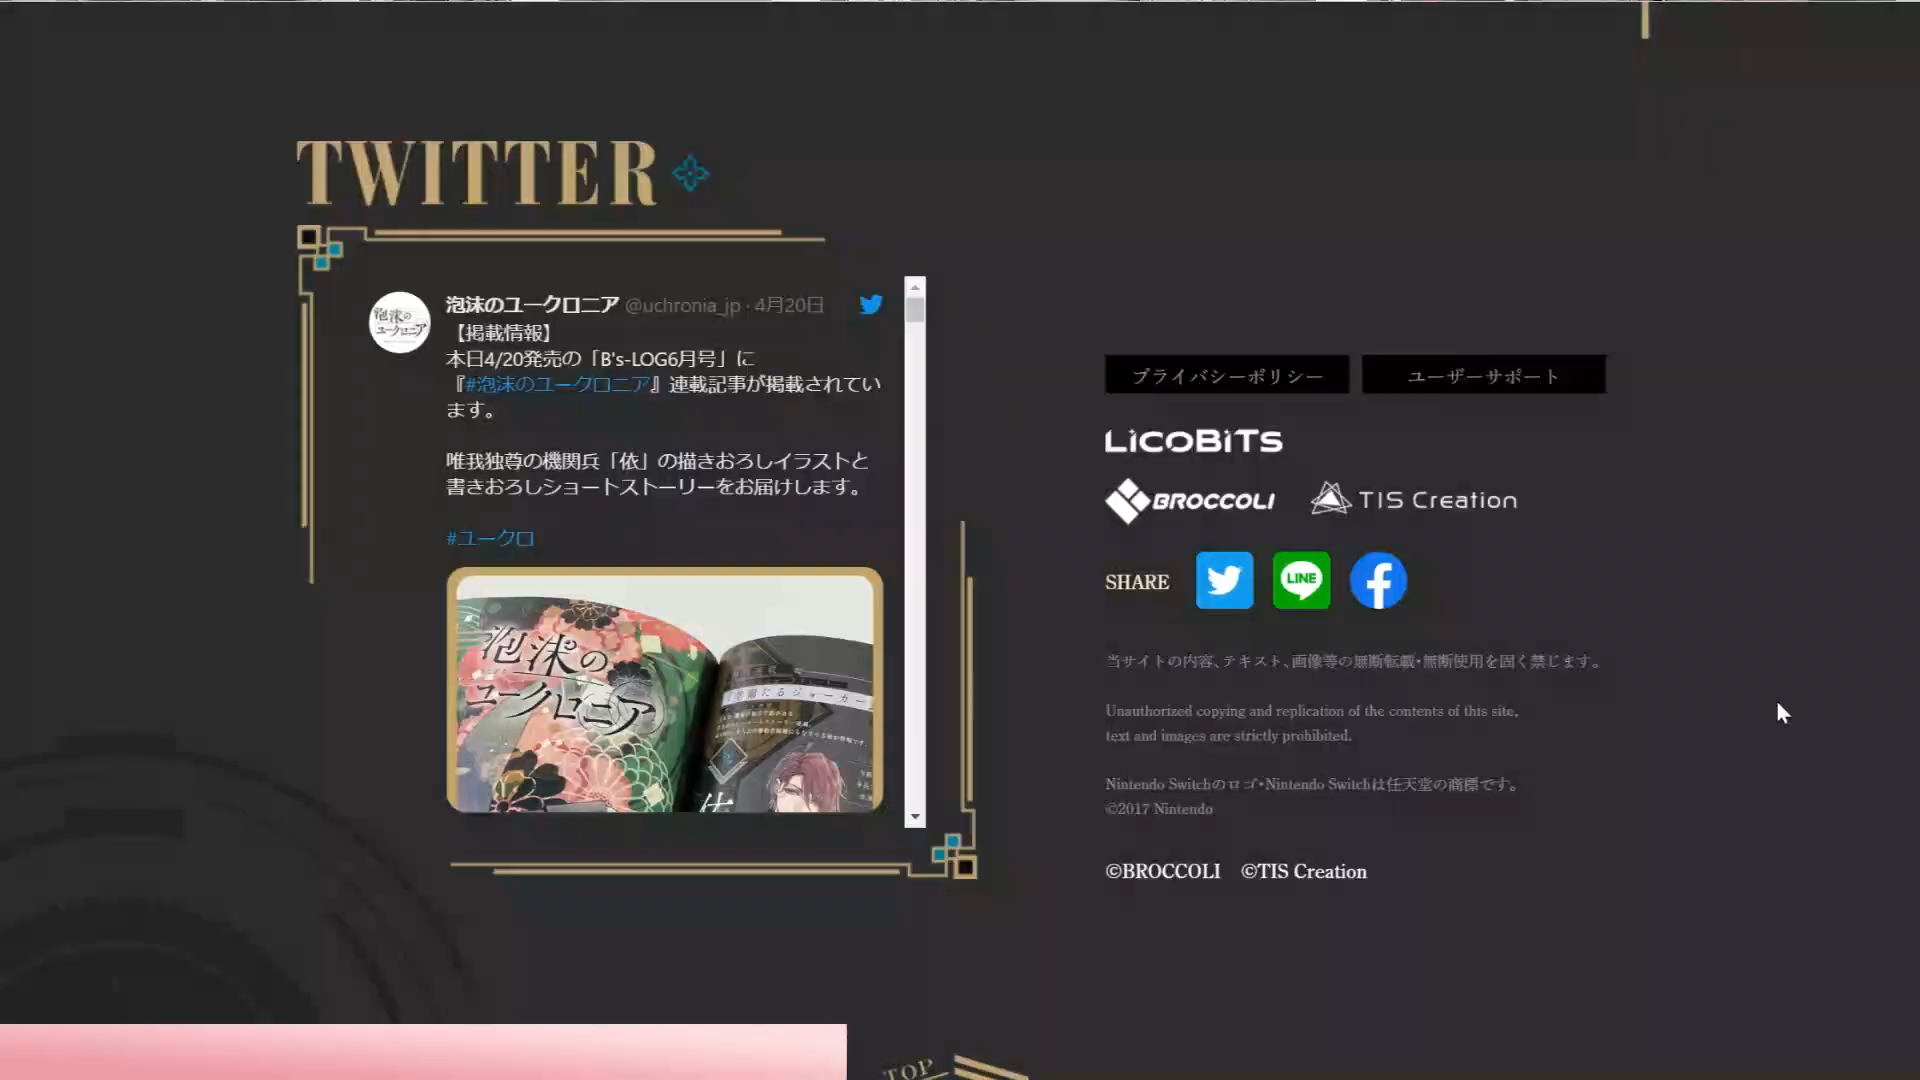 TWITTER
泡沫のユークロニア @uchronia_jp · 4月20日
【掲載情報】
本日4/20発売の「B's-LOG6月号」に
『#泡沫のユークロニア』連載記事が掲載されてい
ます。
唯我独尊の機関兵「依」の描きおろしイラストと
書きおろしショートストーリーをお届けします。
#ユークロ
泡沫の
ユークロニア
依
プライバシーポリシー
ユーザーサポート
LICOBITS
BROCCOLI
TIS Creation
SHARE
LINE
当サイトの内容、テキスト、画像等の無断転載・無断使用を固く禁じます。
Unauthorized copying and replication of the contents of this site,
text and images are strictly prohibited.
Nintendo Switchのロゴ・Nintendo Switchは任天堂の商標です。
©2017 Nintendo
©BROCCOLI ©TIS Creation
TOP